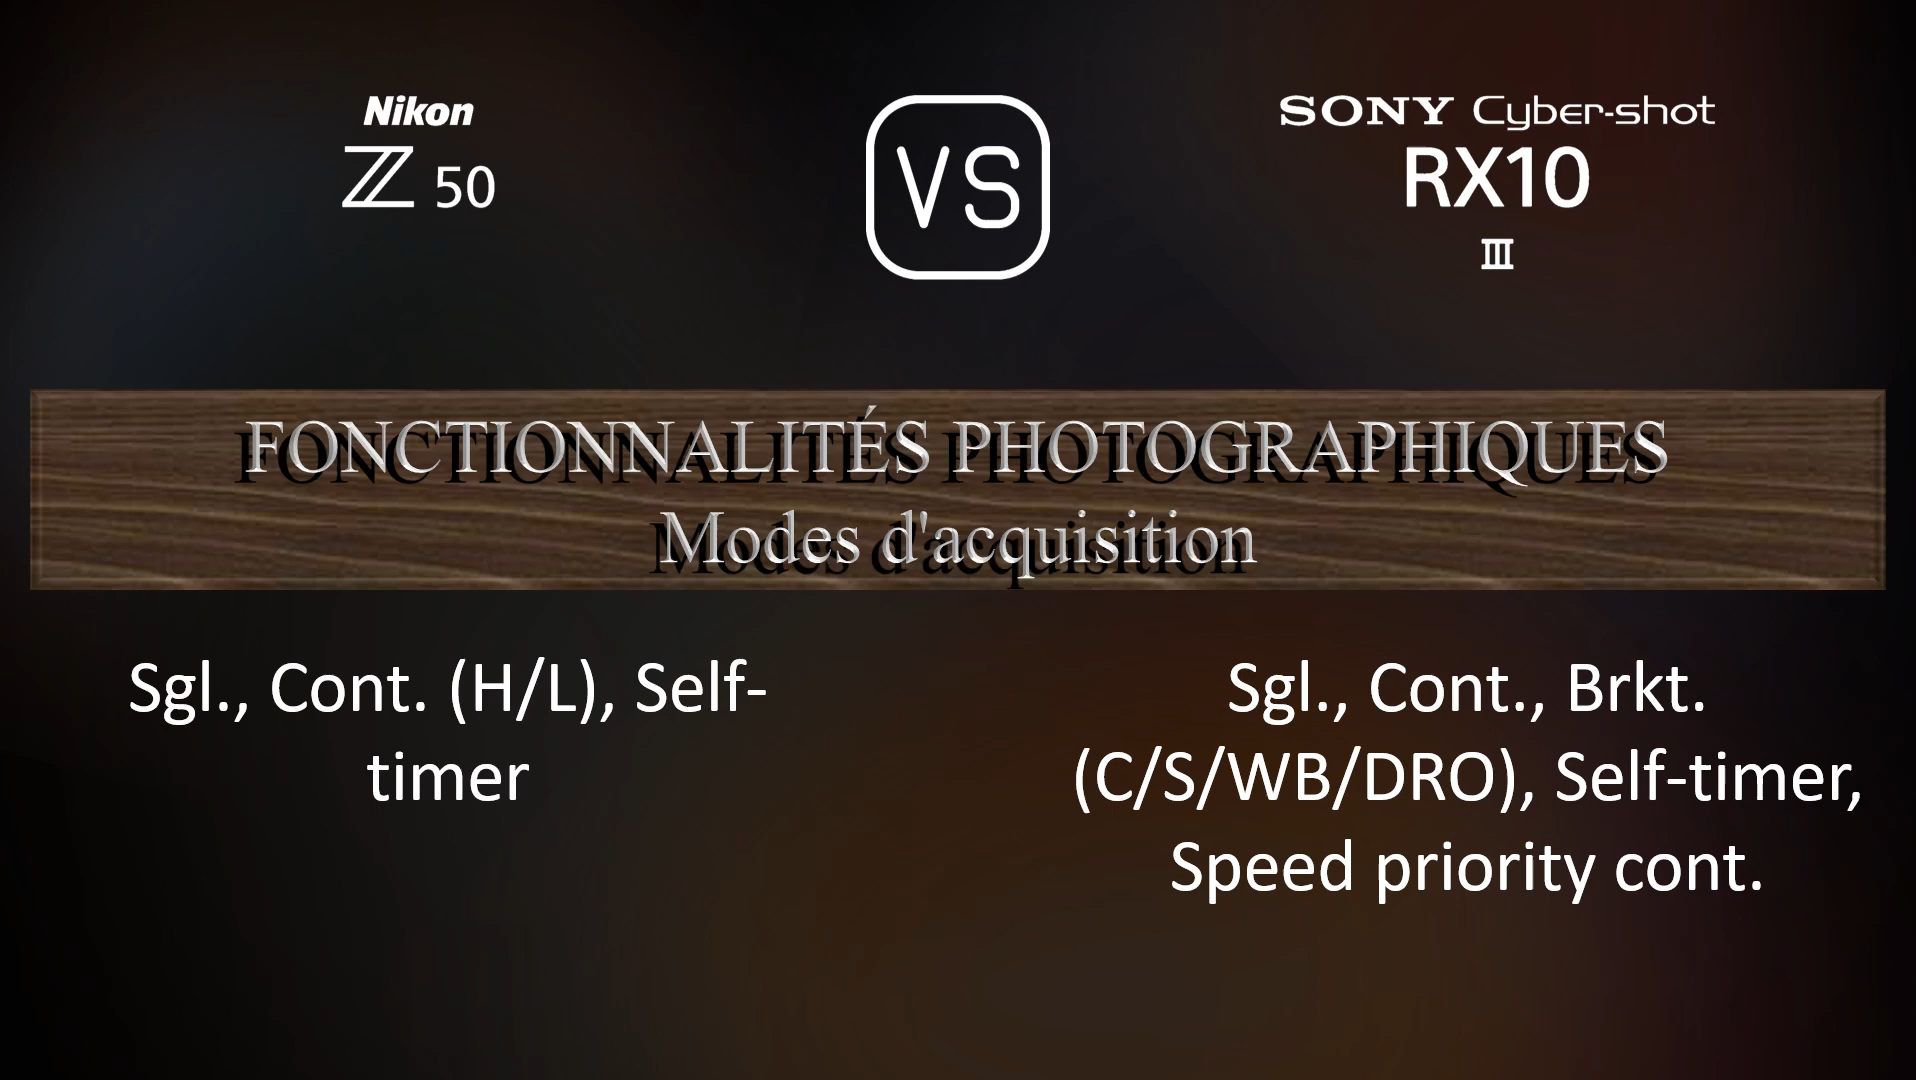 Nikon
Z 50
VS
SONY Cyber-shot
RX10
III
FONCTIONNALITÉS PHOTOGRAPHIQUES
Modes d'acquisition
Sgl., Cont. (H/L), Self-
timer
Sgl., Cont., Brkt.
(C/S/WB/DRO), Self-timer,
Speed priority cont.